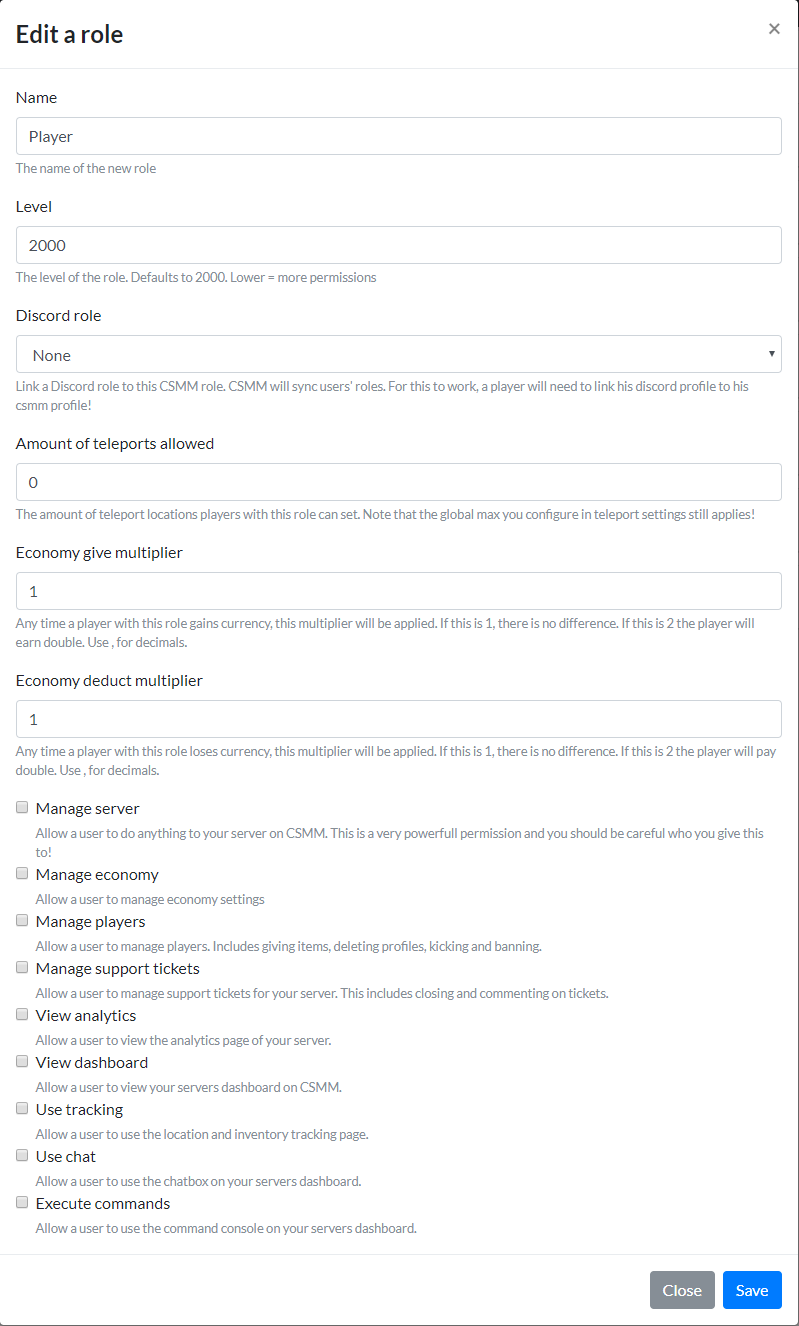 Edit a role
×
Name
Player
The name of the new role
Level
2000
The level of the role. Defaults to 2000. Lower = more permissions
Discord role
None
Link a Discord role to this CSMM role. CSMM will sync users' roles. For this to work, a player will need to link his discord profile to his
csmm profile!
Amount of teleports allowed
0
The amount of teleport locations players with this role can set. Note that the global max you configure in teleport settings still applies!
Economy give multiplier
1
Any time a player with this role gains currency, this multiplier will be applied. If this is 1, there is no difference. If this is 2 the player will
earn double. Use , for decimals.
Economy deduct multiplier
1
Any time a player with this role loses currency, this multiplier will be applied. If this is 1, there is no difference. If this is 2 the player will pay
double. Use , for decimals.
Manage server
Allow a user to do anything to your server on CSMM. This is a very powerfull permission and you should be careful who you give this
to!
Manage economy
Allow a user to manage economy settings
Manage players
Allow a user to manage players. Includes giving items, deleting profiles, kicking and banning.
Manage support tickets
Allow a user to manage support tickets for your server. This includes closing and commenting on tickets.
View analytics
Allow a user to view the analytics page of your server.
View dashboard
Allow a user to view your servers dashboard on CSMM.
Use tracking
Allow a user to use the location and inventory tracking page.
Use chat
Allow a user to use the chatbox on your servers dashboard.
Execute commands
Allow a user to use the command console on your servers dashboard.
Close Save